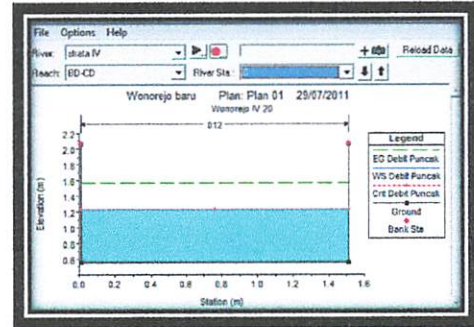 File Options Help
River: strata IV Reload Data
Reach: BD-CD River Sta.:
Wonorejo baru Plan: Plan 01 29/07/2011
Wonorejo IV 20
.012
Legend
EG Debit Puncak
WS Debit Puncak
Crit Debit Puncak
Ground
Bank Sta
Elevation (m)
2.2
2.0
1.8
1.6
1.4
1.2
1.0
0.8
0.6
0.0 0.2 0.4 0.6 0.8 1.0 1.2 1.4 1.6
Station (m)